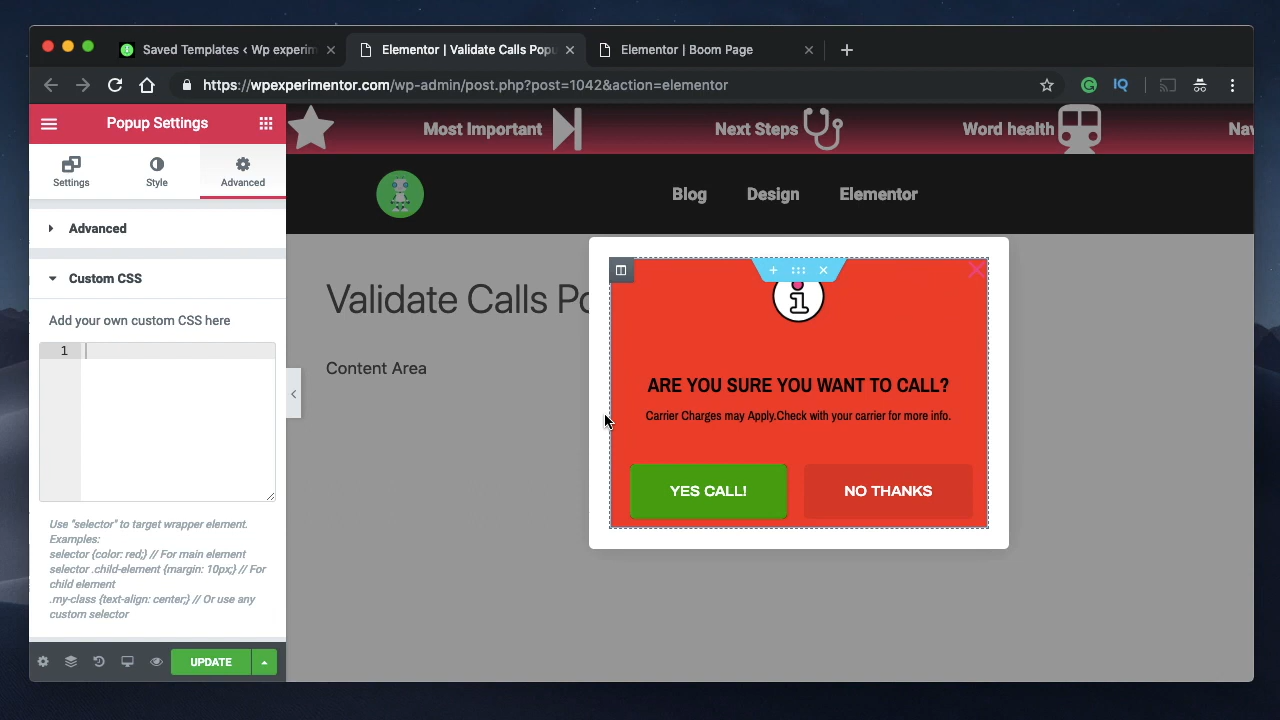 Saved Templates ‹ Wp experim
Elementor | Validate Calls Popu
Elementor | Boom Page
https://wpexperimentor.com/wp-admin/post.php?post=1042&action=elementor
IQ
Popup Settings
Settings
Style
Advanced
Advanced
Custom CSS
Add your own custom CSS here
1
Use "selector" to target wrapper element.
Examples:
selector {color: red;} // For main element
selector .child-element {margin: 10px;} // For
child element
.my-class {text-align: center;} // Or use any
custom selector
UPDATE
Most Important
Next Steps
Word health
Nav
Blog
Design
Elementor
Validate Calls Po
Content Area
ARE YOU SURE YOU WANT TO CALL?
Carrier Charges may Apply.Check with your carrier for more info.
YES CALL!
NO THANKS